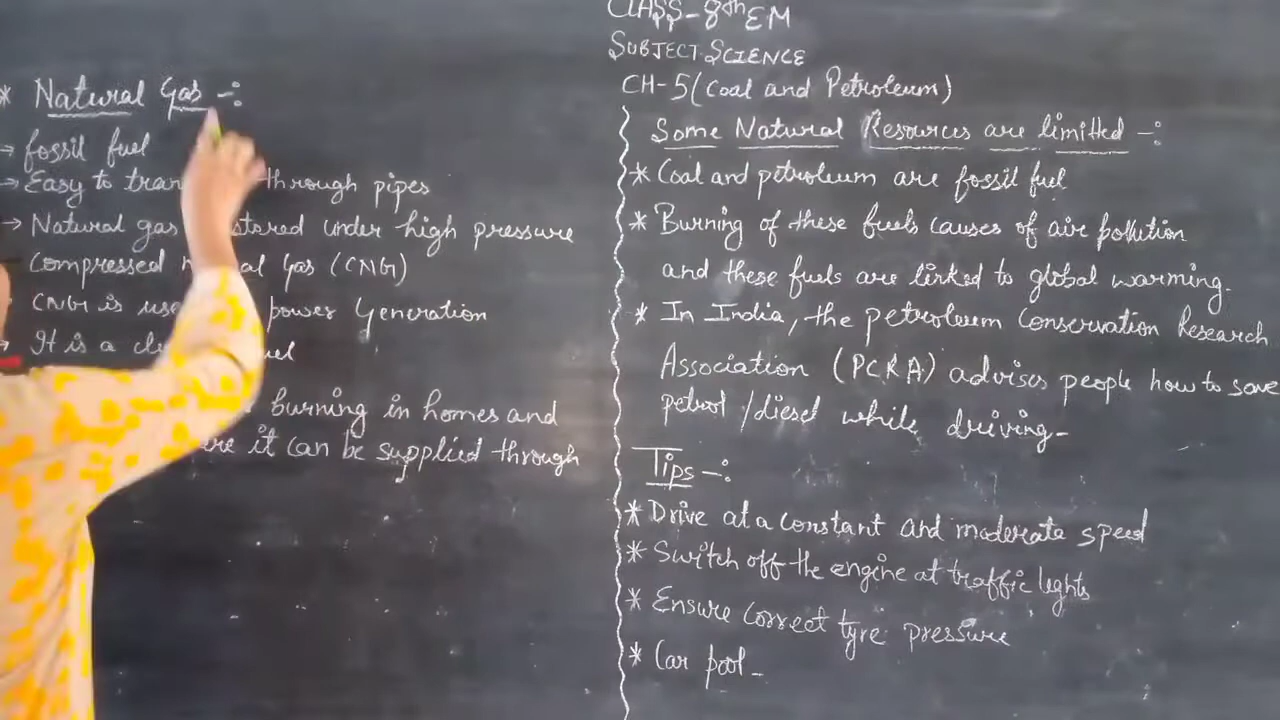 CLASS-8th EM
SUBJECT SCIENCE
CH-5 (Coal and Petroleum)
* Natural Gas -:
→ fossil fuel
→ Easy to tran through pipes
→ Natural gas stored under high pressure
Compressed Gas (CNG)
CNG is use power Generation
→ It is a
burning in homes and
it can be supplied through
Some Natural Resources are limitted -:
* Coal and petroleum are fossil fuel
* Burning of these fuels causes of air pollution
and these fuels are linked to global warming.
* In India, the petroleum Conservation Research
Association (PCRA) advises people how to save
petrol /diesel while driving-
Tips -:
* Drive at a constant and moderate speed
* Switch off the engine at traffic lights
* Ensure Correct tyre pressure
* Car pool -